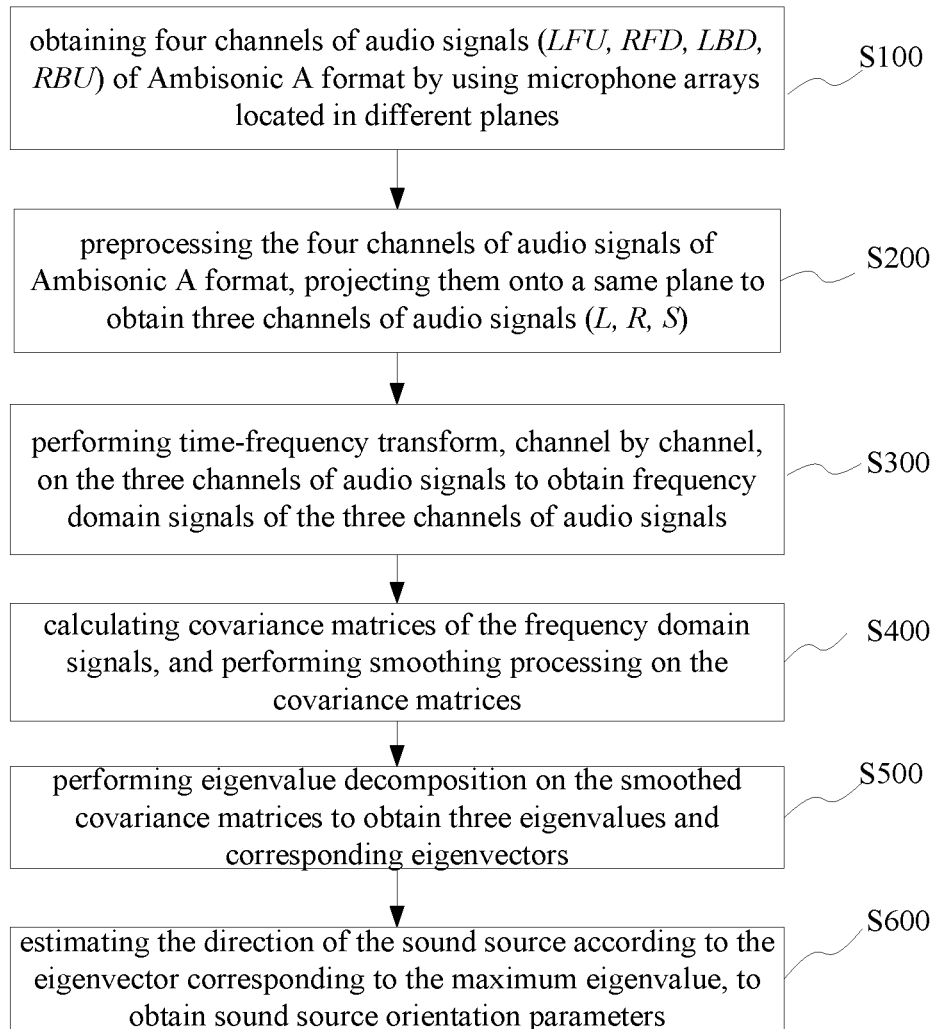 obtaining four channels of audio signals (LFU, RFD, LBD,
RBU) of Ambisonic A format by using microphone arrays
located in different planes
S100
preprocessing the four channels of audio signals of
Ambisonic A format, projecting them onto a same plane to
obtain three channels of audio signals (L, R, S)
S200
performing time-frequency transform, channel by channel,
on the three channels of audio signals to obtain frequency
domain signals of the three channels of audio signals
S300
calculating covariance matrices of the frequency domain
signals, and performing smoothing processing on the
covariance matrices
S400
performing eigenvalue decomposition on the smoothed
covariance matrices to obtain three eigenvalues and
corresponding eigenvectors
S500
estimating the direction of the sound source according to the
eigenvector corresponding to the maximum eigenvalue, to
obtain sound source orientation parameters
S600